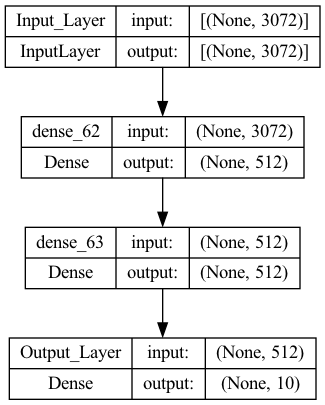 Input_Layer input: [(None, 3072)]
InputLayer output: [(None, 3072)]
dense_62 input: (None, 3072)
Dense output: (None, 512)
dense_63 input: (None, 512)
Dense output: (None, 512)
Output_Layer input: (None, 512)
Dense output: (None, 10)